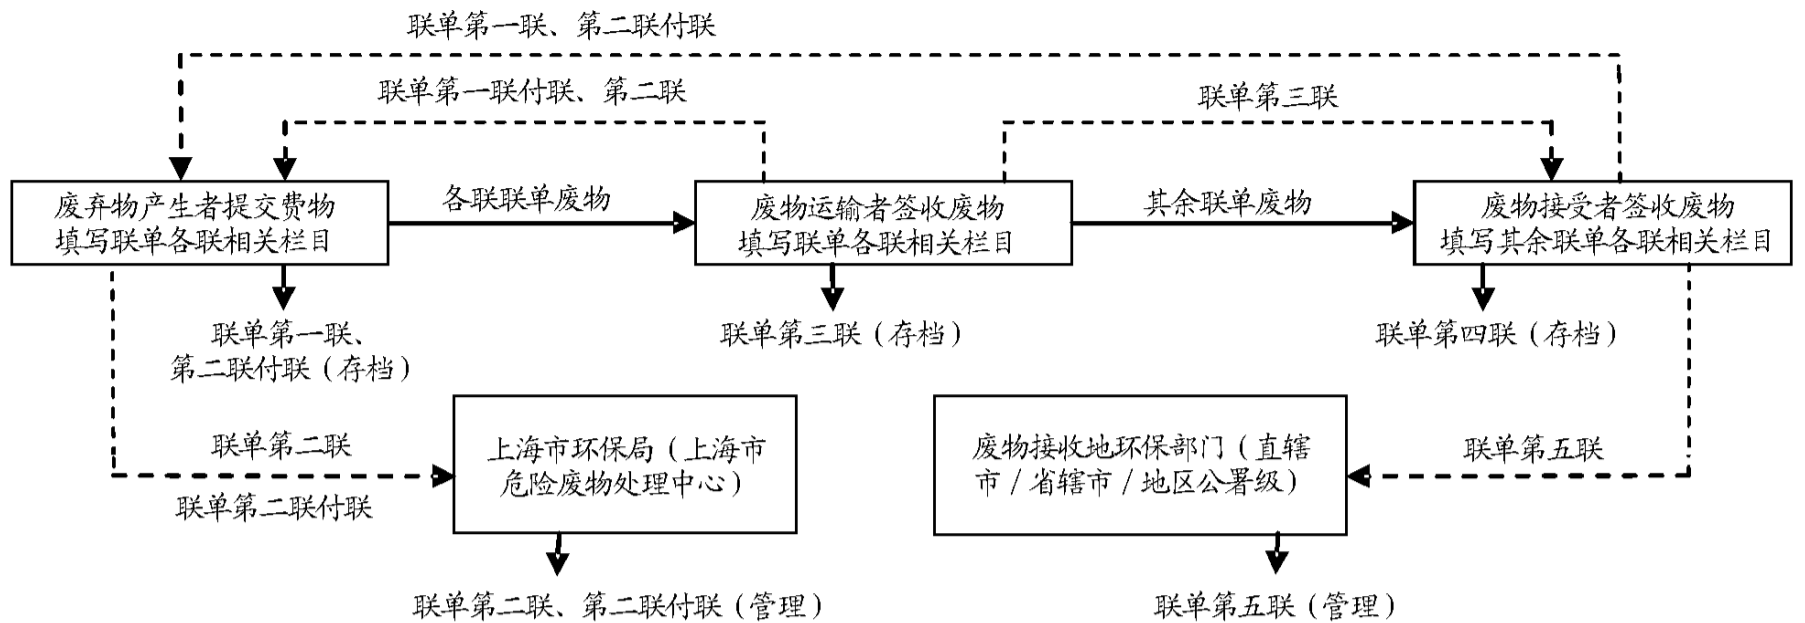 联单第一联、第二联付联
联单第一联付联、第二联
联单第三联
废弃物产生者提交费物
填写联单各联相关栏目
各联联单废物
废物运输者签收废物
填写联单各联相关栏目
其余联单废物
废物接受者签收废物
填写其余联单各联相关栏目
联单第一联、
第二联付联(存档)
联单第三联(存档)
联单第四联(存档)
联单第二联
联单第二联付联
上海市环保局(上海市
危险废物处理中心)
废物接收地环保部门(直辖
市/省辖市/地区公署级)
联单第五联
联单第二联、第二联付联(管理)
联单第五联(管理)